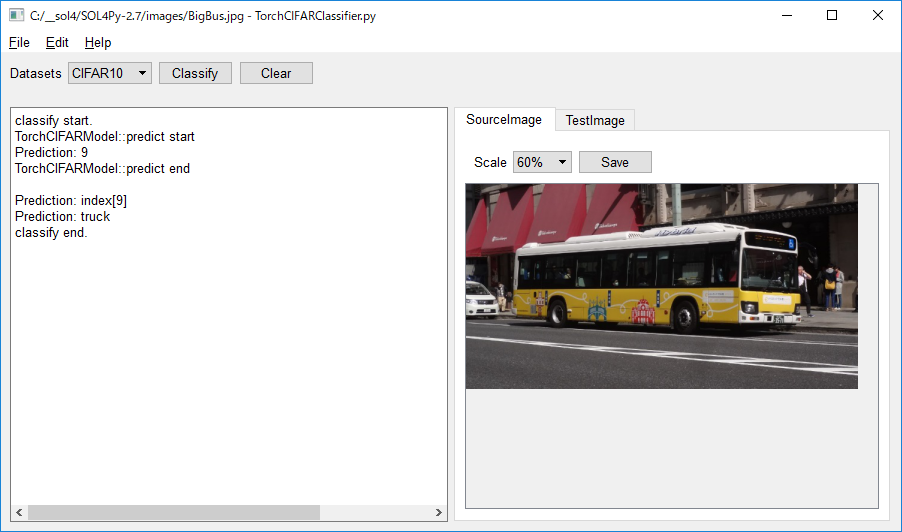 C:/__sol4/SOL4Py-2.7/images/BigBus.jpg - TorchCIFARClassifier.py
File Edit Help
Datasets CIFAR10 Classify Clear
classify start.
TorchCIFARModel::predict start
Prediction: 9
TorchCIFARModel::predict end
Prediction: index[9]
Prediction: truck
classify end.
SourceImage TestImage
Scale 60% Save